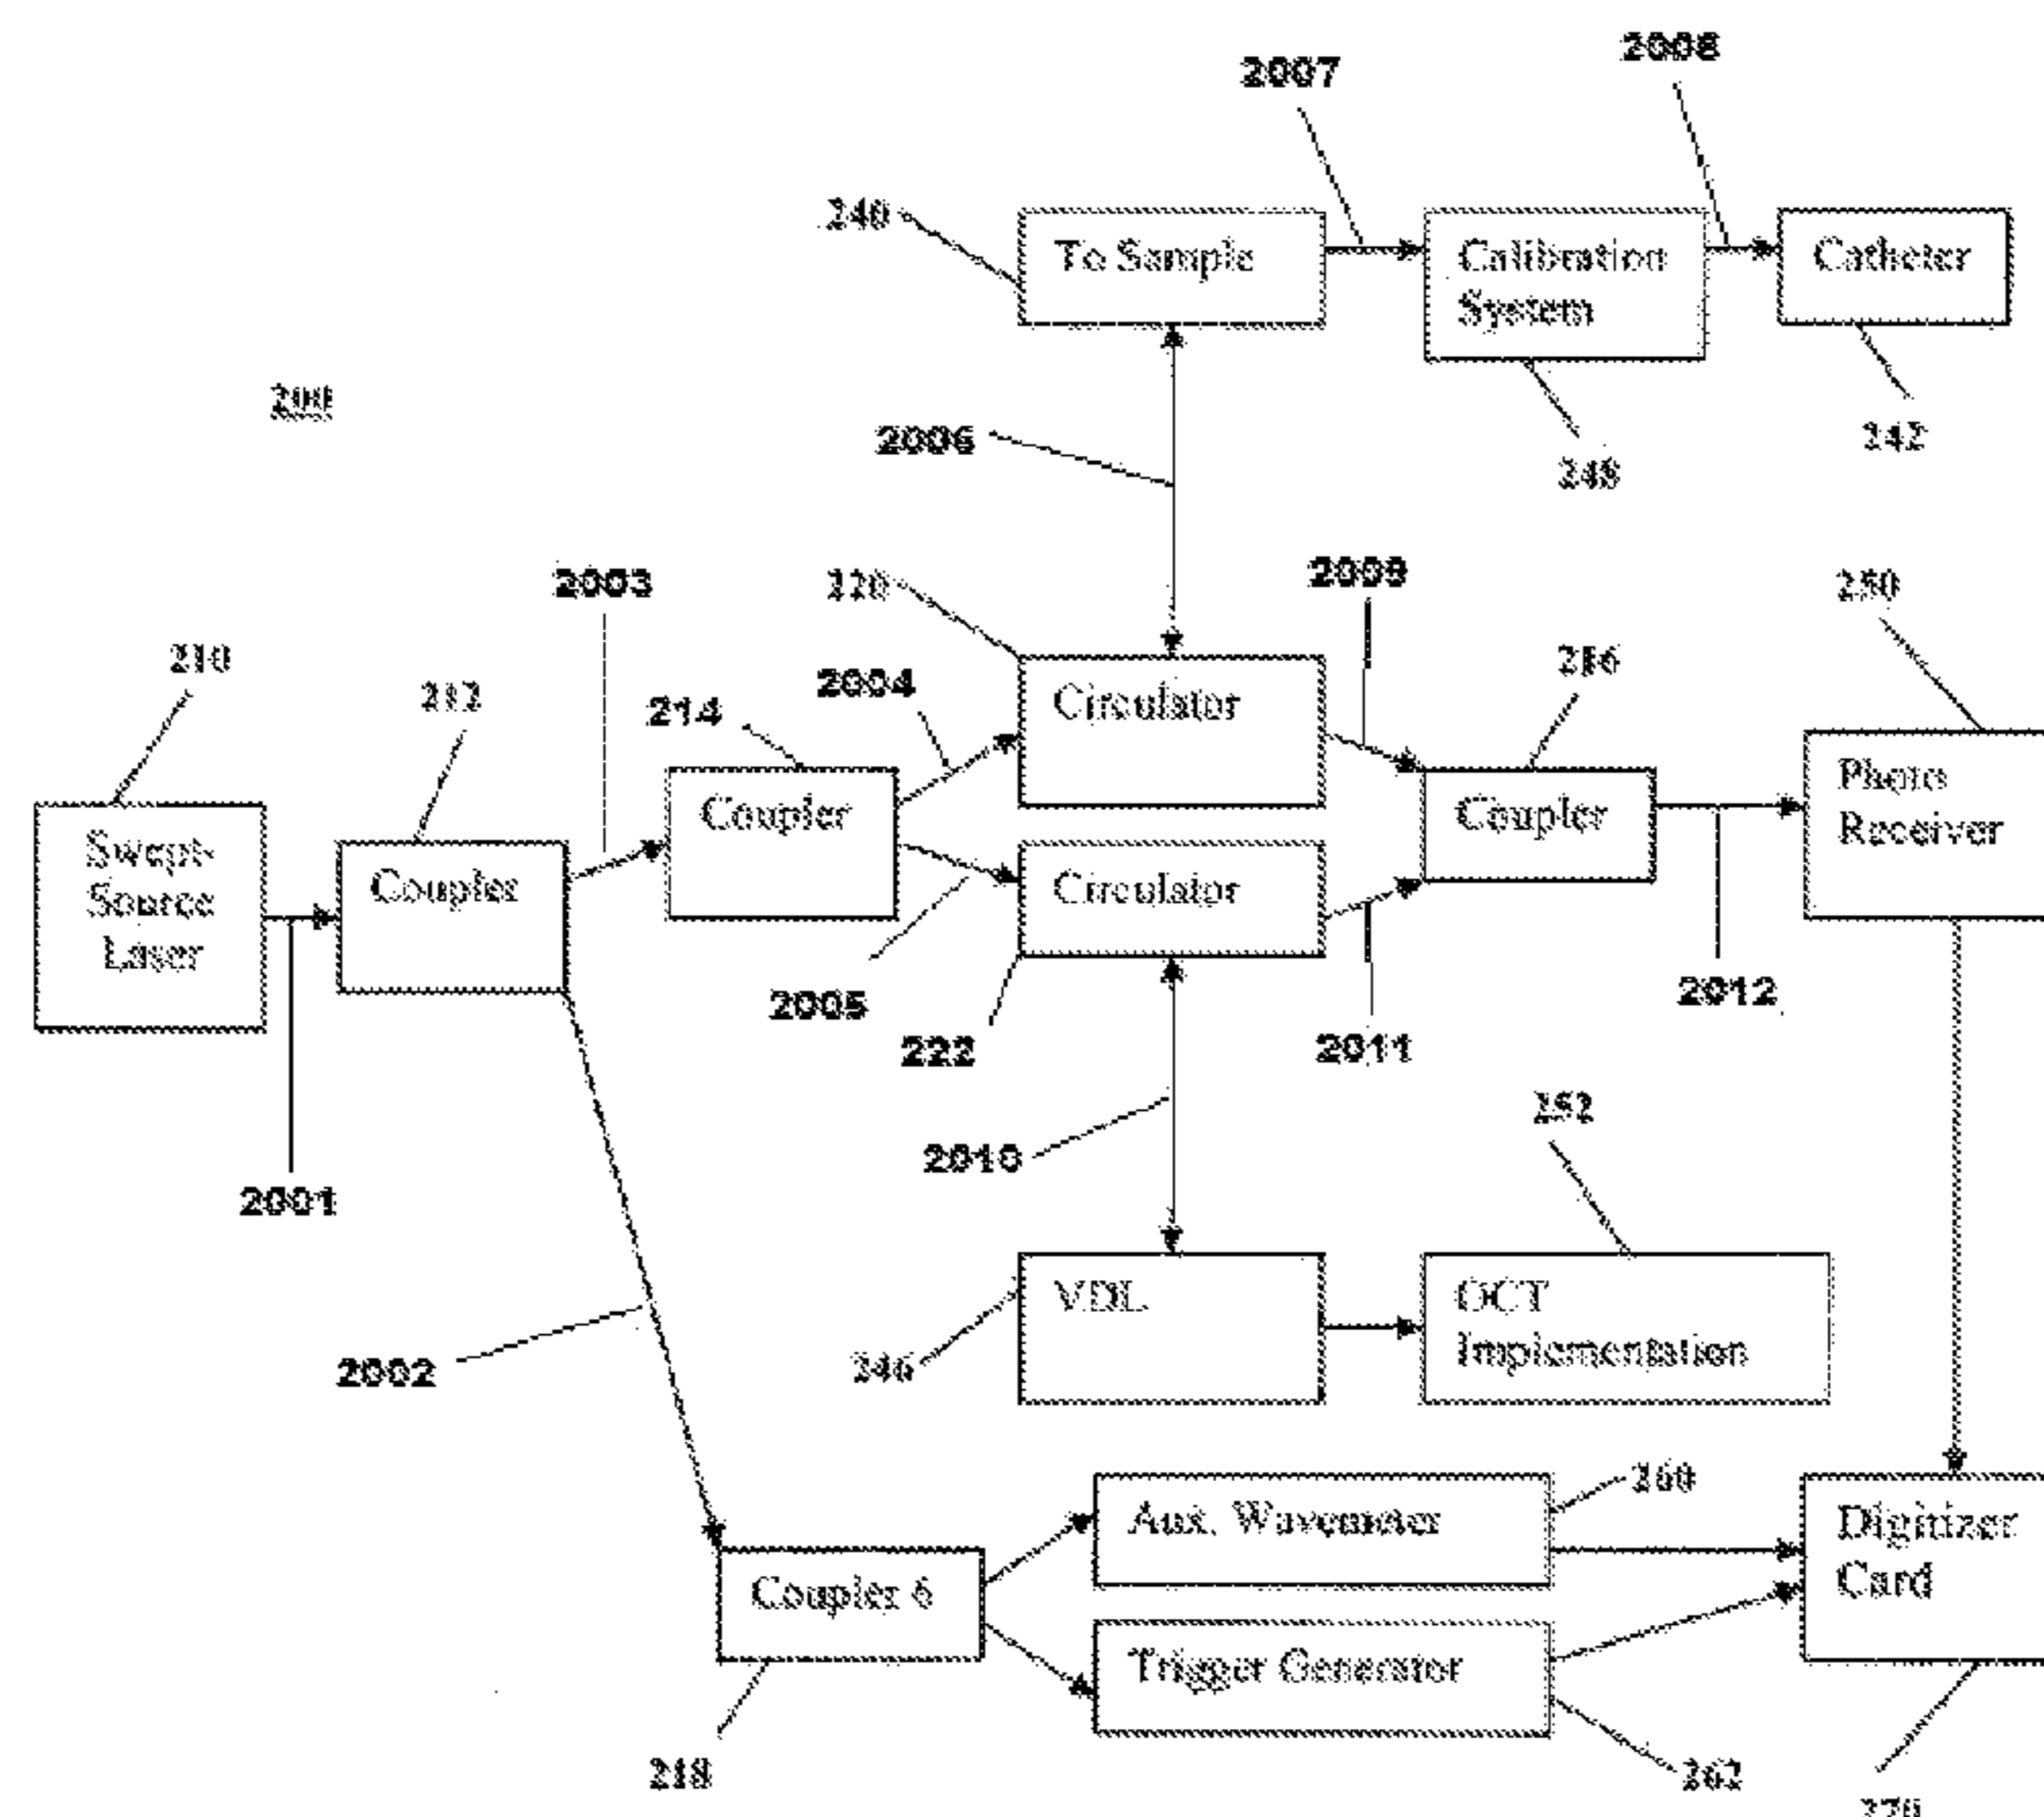 2008
2007
240
To Sample
Calibration
System
Catheter
200
2006
242
248
2003
220
2009
250
210
212
2004
216
214
Circulator
Photo
Receiver
Coupler
Coupler
Swept-
Source
Laser
Coupler
Circulator
2005
2012
222
2011
252
2010
2001
VDL
OCT
Implementation
246
2002
260
Aux. Wavemeter
Digitizer
Card
Coupler 6
Trigger Generator
218
262